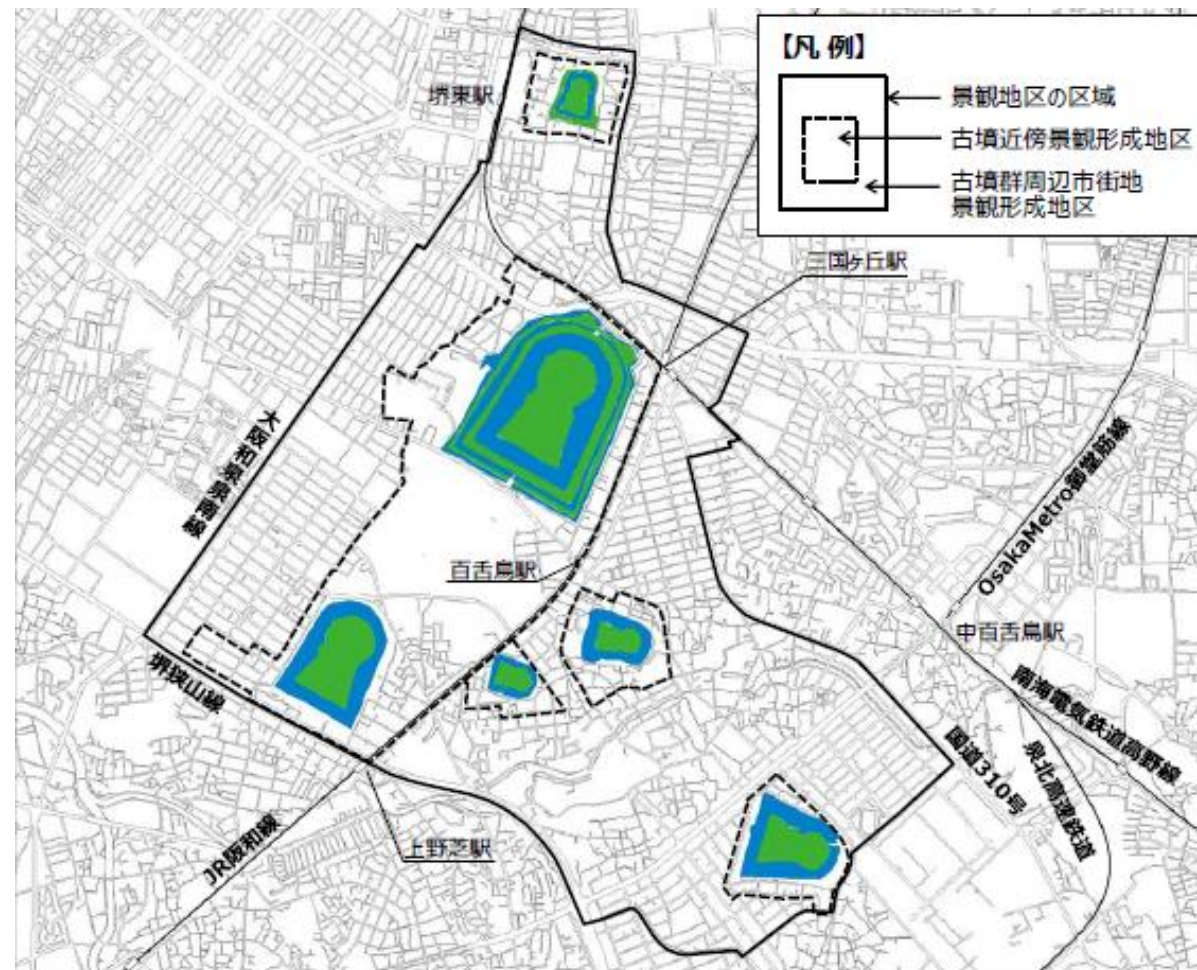 【凡 例】
景観地区の区域
古墳近傍景観形成地区
古墳群周辺市街地
景観形成地区
堺東駅
三国ヶ丘駅
大阪和泉泉南線
OsakaMetro御堂筋線
百舌鳥駅
中百舌鳥駅
堺狭山線
南海電気鉄道高野線
国道310号
泉北高速鉄道
JR阪和線
上野芝駅